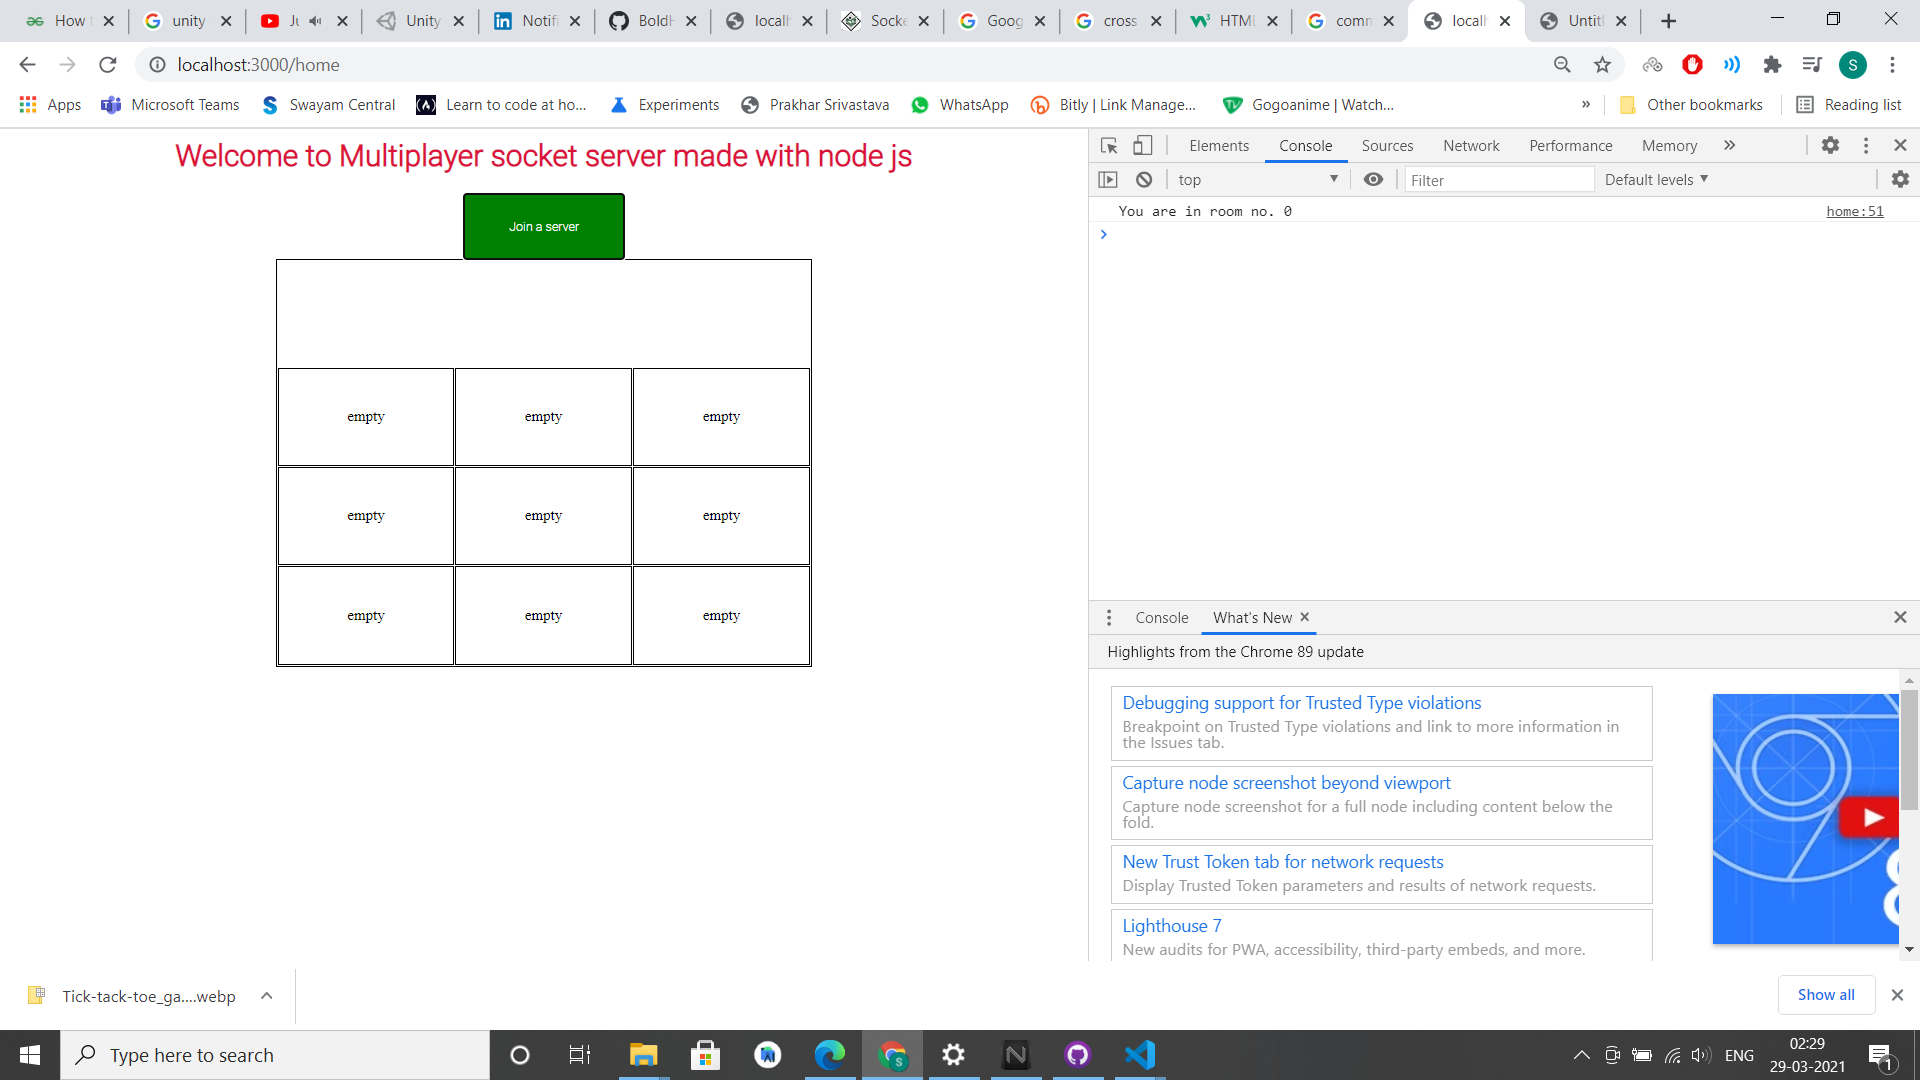 How
unity
Ju
Unity
Notifi
BoldH
localh
Socke
Goog
cross
HTML
comm
localh
Untitl
localhost:3000/home
S
Apps
Microsoft Teams
Swayam Central
Learn to code at ho...
Experiments
Prakhar Srivastava
WhatsApp
Bitly | Link Manage...
Gogoanime | Watch...
»
Other bookmarks
Reading list
Welcome to Multiplayer socket server made with node js
Join a server
empty empty empty
empty empty empty
empty empty empty
Elements Console Sources Network Performance Memory »
top Filter Default levels
You are in room no. 0 home:51
Console What's New
Highlights from the Chrome 89 update
Debugging support for Trusted Type violations
Breakpoint on Trusted Type violations and link to more information in
the Issues tab.
Capture node screenshot beyond viewport
Capture node screenshot for a full node including content below the
fold.
New Trust Token tab for network requests
Display Trusted Token parameters and results of network requests.
Lighthouse 7
New audits for PWA, accessibility, third-party embeds, and more.
Tick-tack-toe_ga....webp
Show all
Type here to search
ENG
02:29
29-03-2021
1